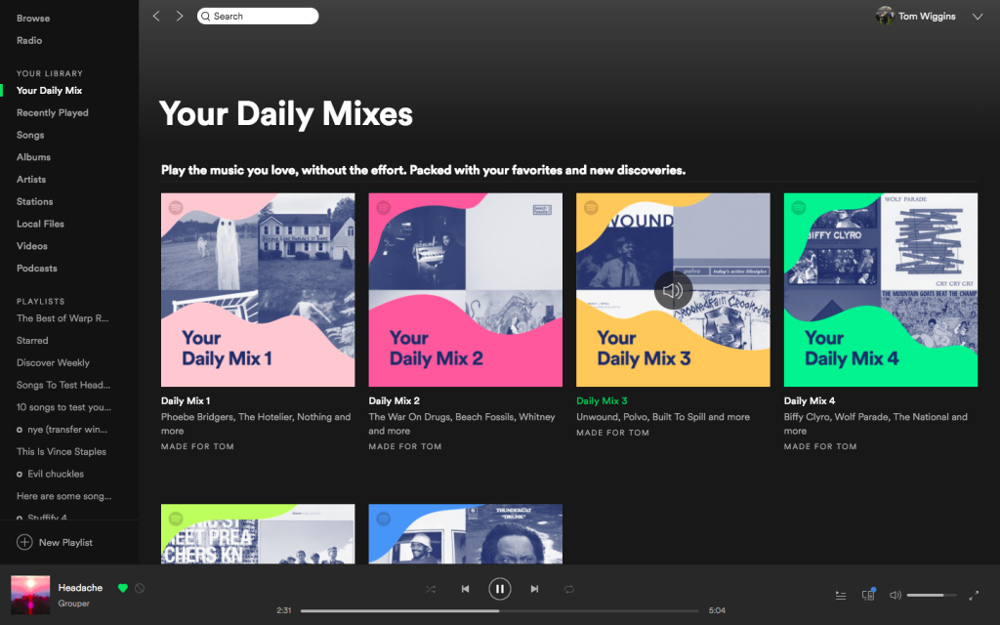 Browse
Radio
YOUR LIBRARY
Your Daily Mix
Recently Played
Songs
Albums
Artists
Stations
Local Files
Videos
Podcasts
PLAYLISTS
The Best of Warp R...
Starred
Discover Weekly
Songs To Test Head...
10 songs to test you...
nye (transfer win...
This Is Vince Staples
Evil chuckles
Here are some song...
Stuffify 4
New Playlist
Search
Tom Wiggins
Your Daily Mixes
Play the music you love, without the effort. Packed with your favorites and new discoveries.
Your
Daily Mix 1
Daily Mix 1
Phoebe Bridgers, The Hotelier, Nothing and
more
MADE FOR TOM
Your
Daily Mix 2
Daily Mix 2
The War On Drugs, Beach Fossils, Whitney
and more
MADE FOR TOM
WOUND
polvo
today's active lifestyles
Your
Daily Mix 3
Daily Mix 3
Unwound, Polvo, Built To Spill and more
MADE FOR TOM
WOLF PARADE
BIFFY CLYRO
CRY CRY CRY
THE MOUNTAIN GOATS BEAT THE CHAMP
Your
Daily Mix 4
Daily Mix 4
Biffy Clyro, Wolf Parade, The National and
more
MADE FOR TOM
MEET PREA
CHERS KN
THUNDERCAT
"DRUNK"
Headache
Grouper
2:31
5:04